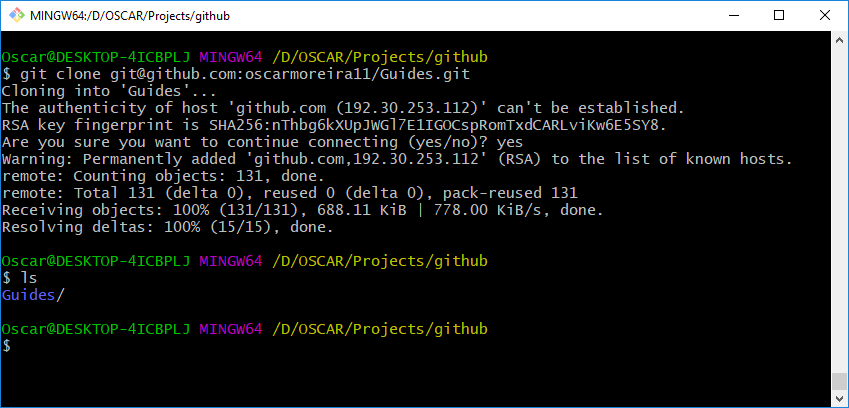 MINGW64:/D/OSCAR/Projects/github
Oscar@DESKTOP-4ICBPLJ MINGW64 /D/OSCAR/Projects/github
$ git clone git@github.com:oscarmoreira11/Guides.git
Cloning into 'Guides'...
The authenticity of host 'github.com (192.30.253.112)' can't be established.
RSA key fingerprint is SHA256:nThbg6kXUpJWGl7E1IGOCspRomTxdCARLviKw6E5SY8.
Are you sure you want to continue connecting (yes/no)? yes
Warning: Permanently added 'github.com,192.30.253.112' (RSA) to the list of known hosts.
remote: Counting objects: 131, done.
remote: Total 131 (delta 0), reused 0 (delta 0), pack-reused 131
Receiving objects: 100% (131/131), 688.11 KiB | 778.00 KiB/s, done.
Resolving deltas: 100% (15/15), done.
Oscar@DESKTOP-4ICBPLJ MINGW64 /D/OSCAR/Projects/github
$ ls
Guides/
Oscar@DESKTOP-4ICBPLJ MINGW64 /D/OSCAR/Projects/github
$